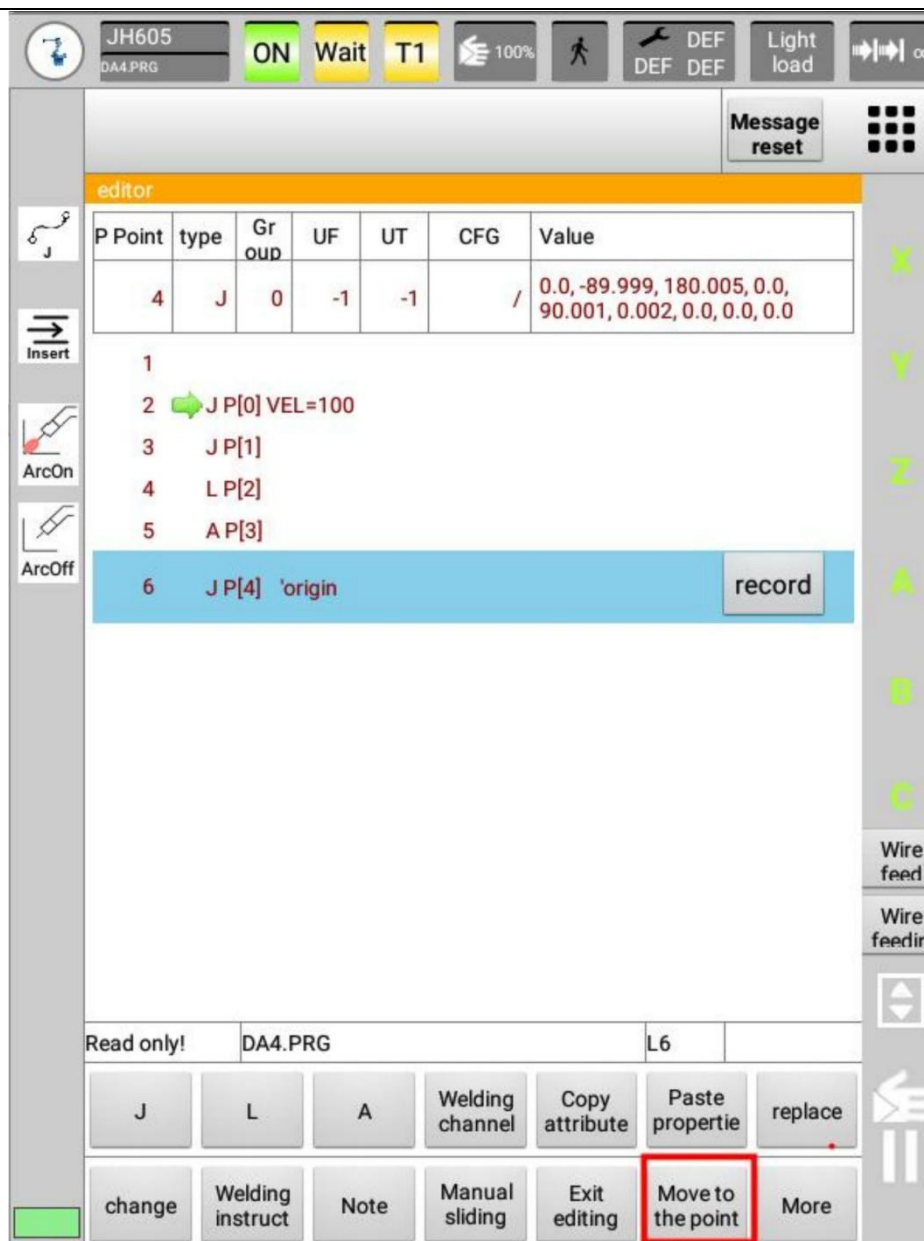 JH605
DA4.PRG
ON
Wait
T1
100%
DEF
DEF DEF
Light
load
Message
reset
editor
P Point type Gr
oup UF UT CFG Value
4 J 0 -1 -1 / 0.0, -89.999, 180.005, 0.0,
90.001, 0.002, 0.0, 0.0, 0.0
J
Insert
ArcOn
ArcOff
1
2 J P[0] VEL=100
3 J P[1]
4 L P[2]
5 A P[3]
6 J P[4] 'origin
record
X
Y
Z
A
B
C
Wire
feed
Wire
feedin
Read only! DA4.PRG L6
J
L
A
Welding
channel
Copy
attribute
Paste
propertie
replace
change
Welding
instruct
Note
Manual
sliding
Exit
editing
Move to
the point
More